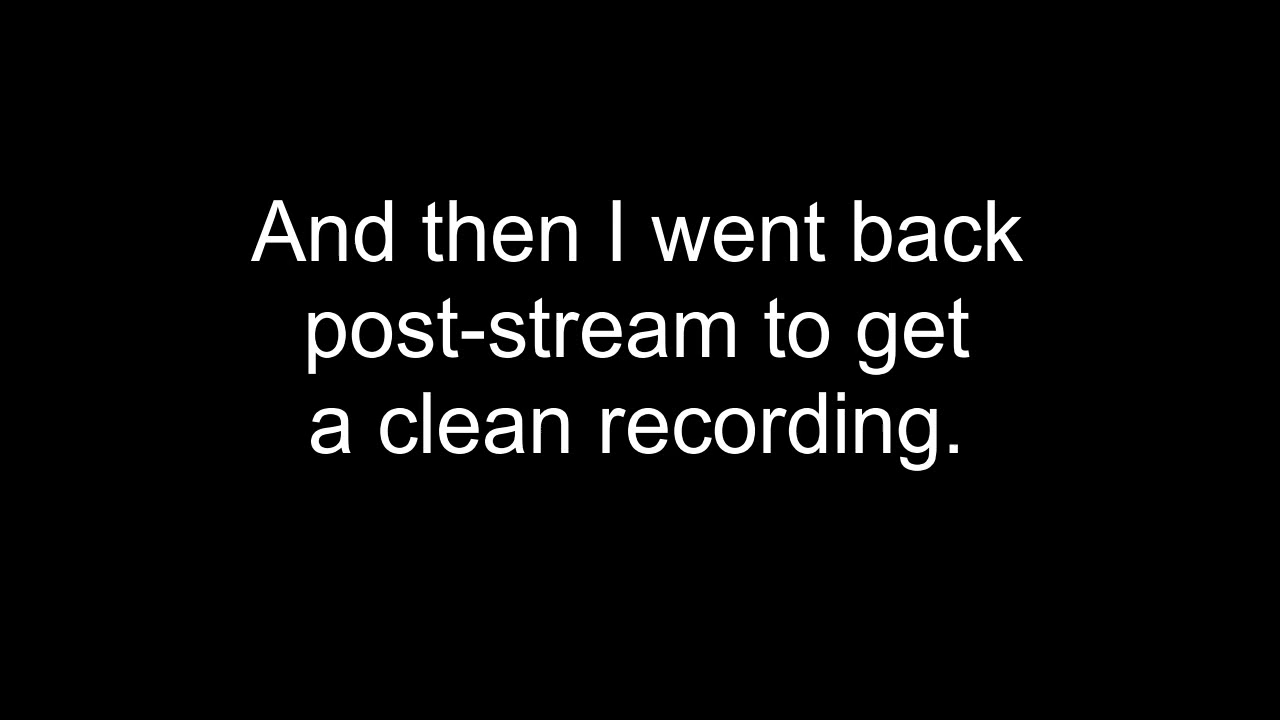 And then I went back
post-stream to get
a clean recording.